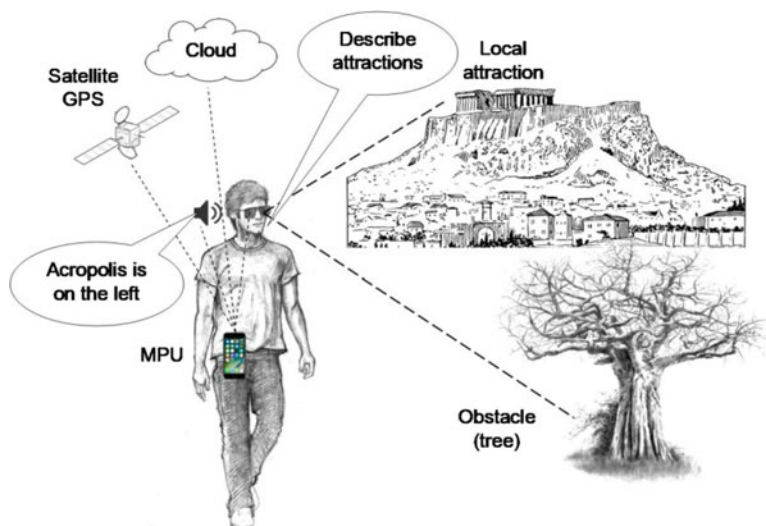 Cloud
Describe
attractions
Local
attraction
Satellite
GPS
Acropolis is
on the left
MPU
Obstacle
(tree)